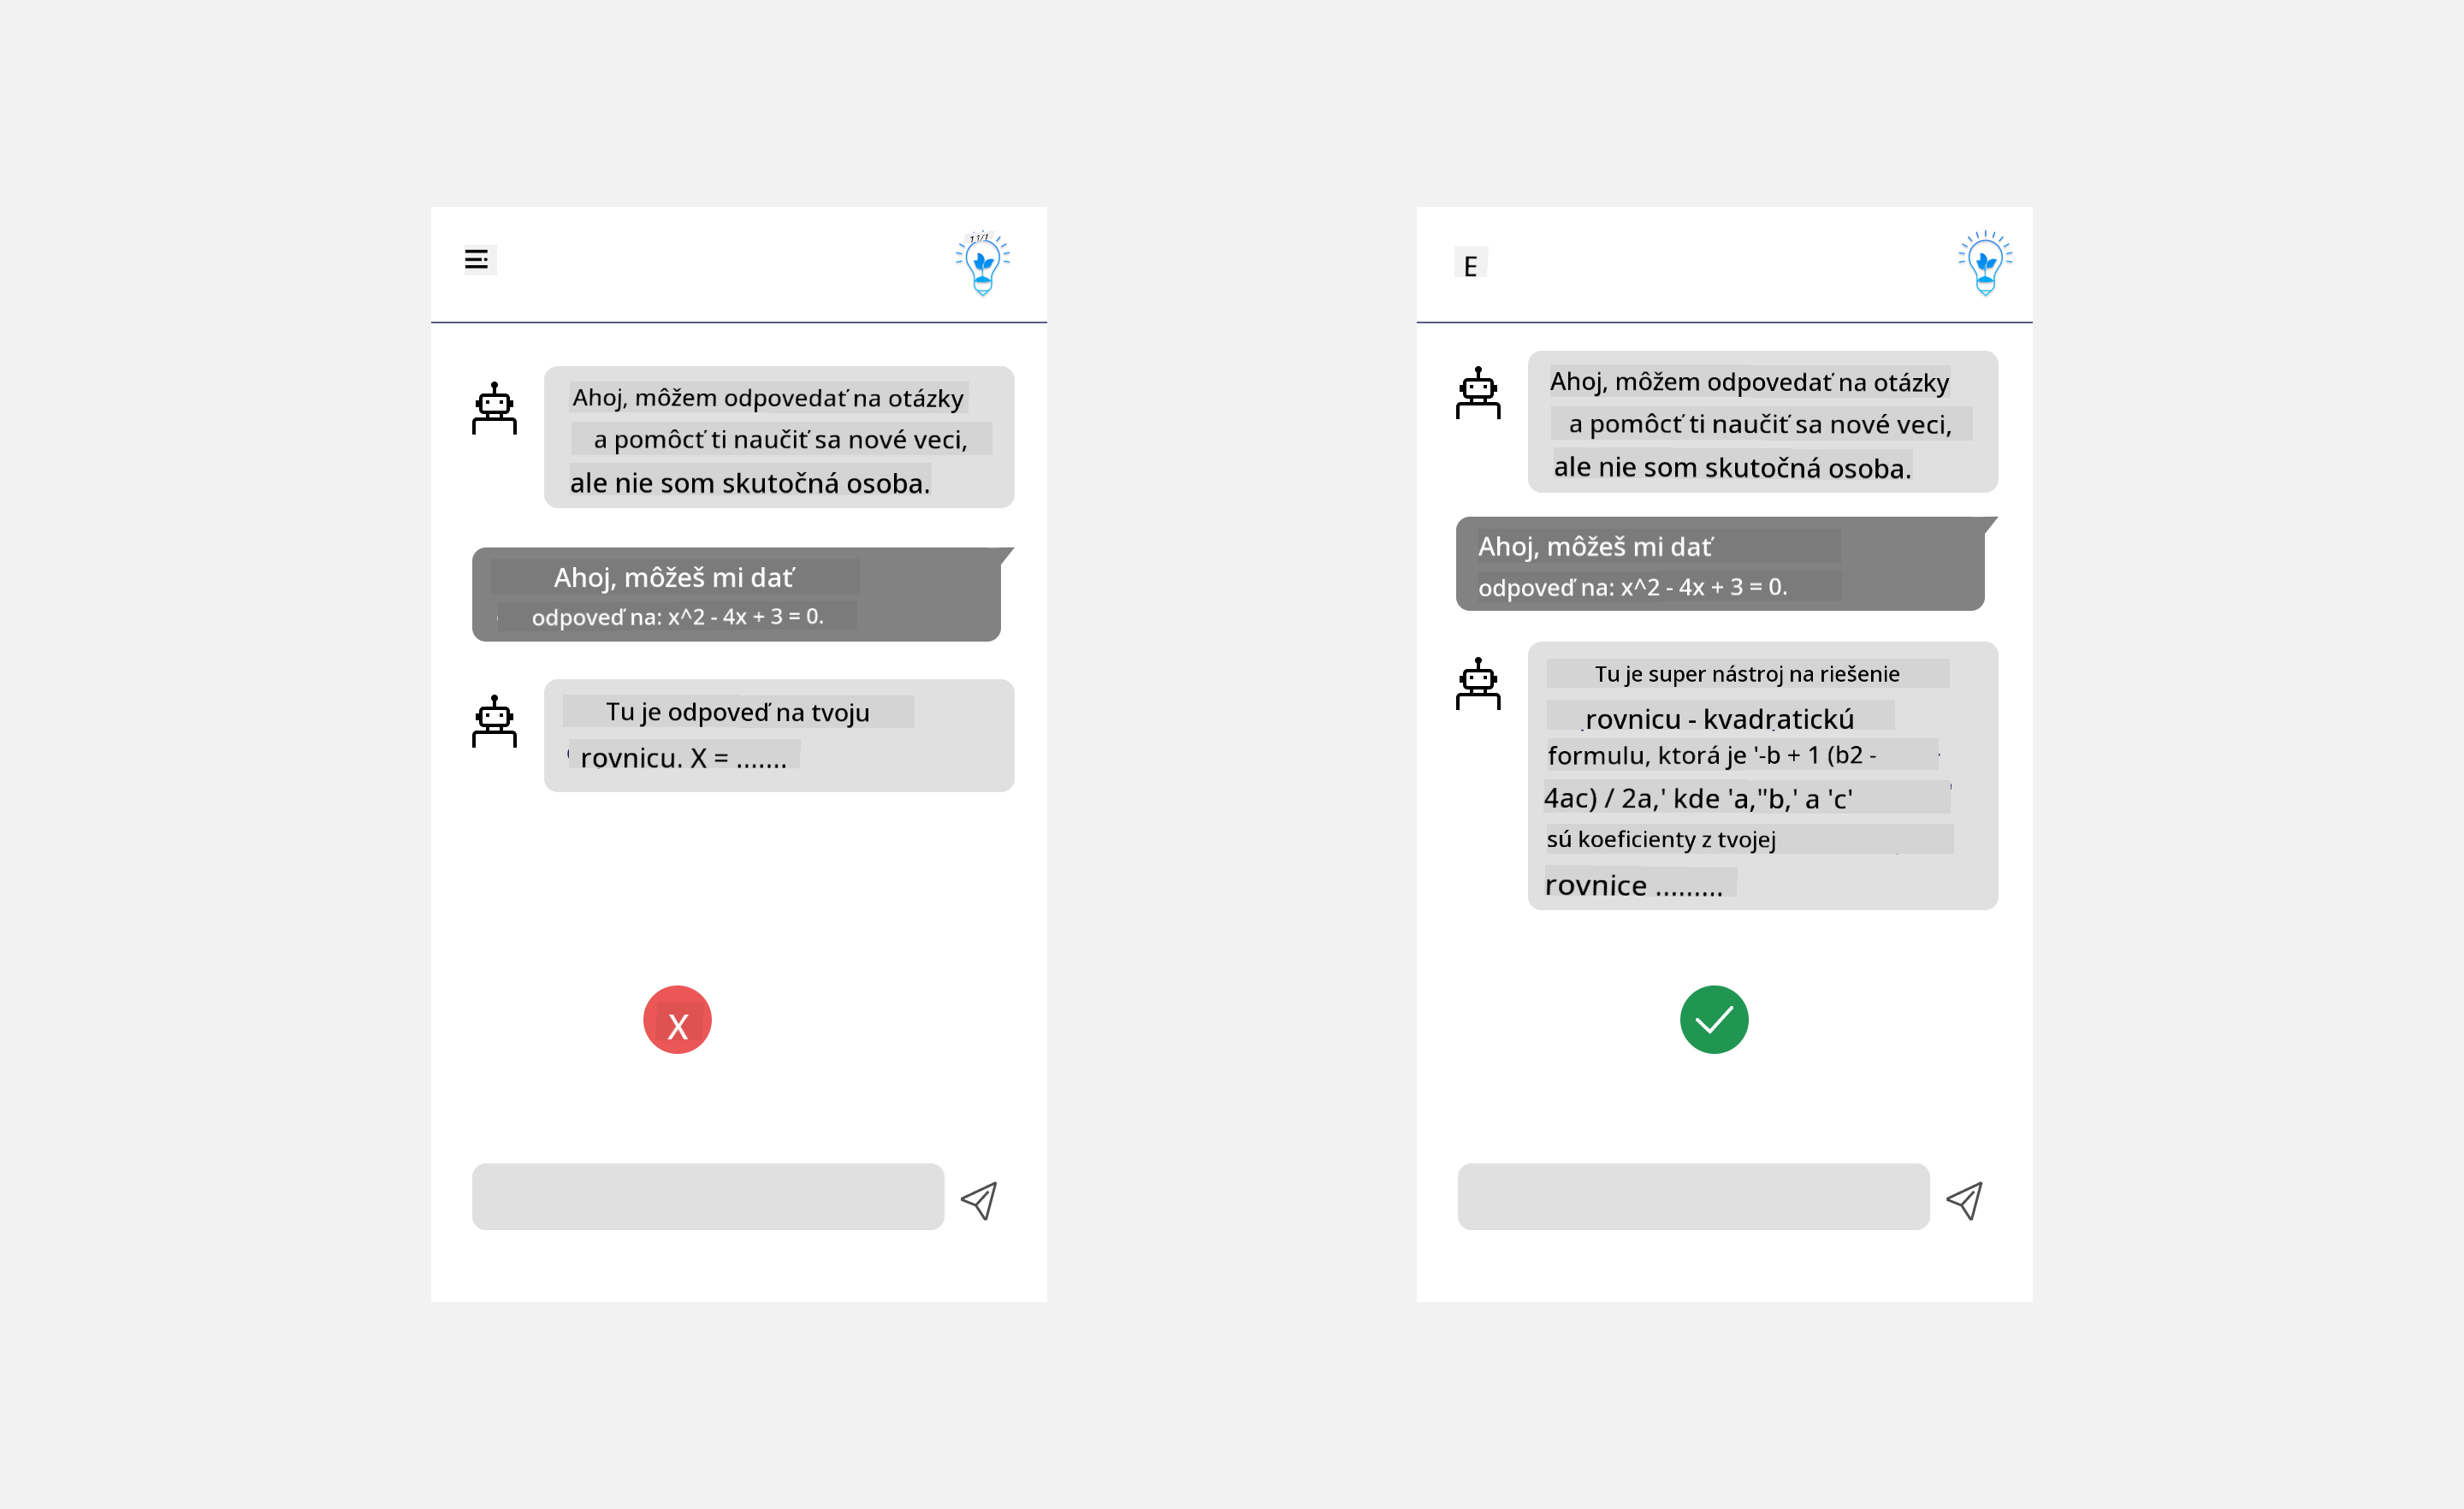 Ahoj, môžem odpovedať na otázky
a pomôcť ti naučiť sa nové veci,
ale nie som skutočná osoba.
Ahoj, môžeš mi dať
odpoveď na: x^2 - 4x + 3 = 0.
Tu je odpoveď na tvoju
rovnicu. X = .......
X
E
Ahoj, môžem odpovedať na otázky
a pomôcť ti naučiť sa nové veci,
ale nie som skutočná osoba.
Ahoj, môžeš mi dať
odpoveď na: x^2 - 4x + 3 = 0.
Tu je super nástroj na riešenie
rovnicu - kvadratickú
formulu, ktorá je '-b + 1 (b2 -
4ac) / 2a,' kde 'a,"b,' a 'c'
sú koeficienty z tvojej
rovnice .........